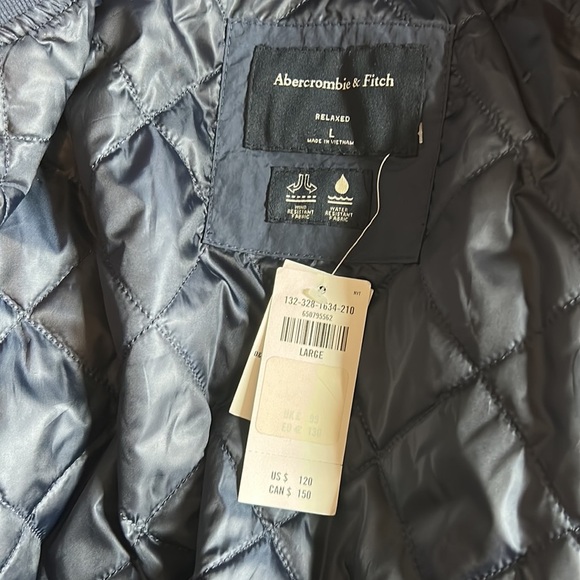 Abercrombie & Fitch
RELAXED
L
MADE IN VIETNAM
WIND
RESISTANT
FABRIC
WATER
RESISTANT
FABRIC
132-328-1634-210
650795562
LARGE
US $ 120
CAN $ 150